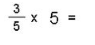 3/5 x 5 =